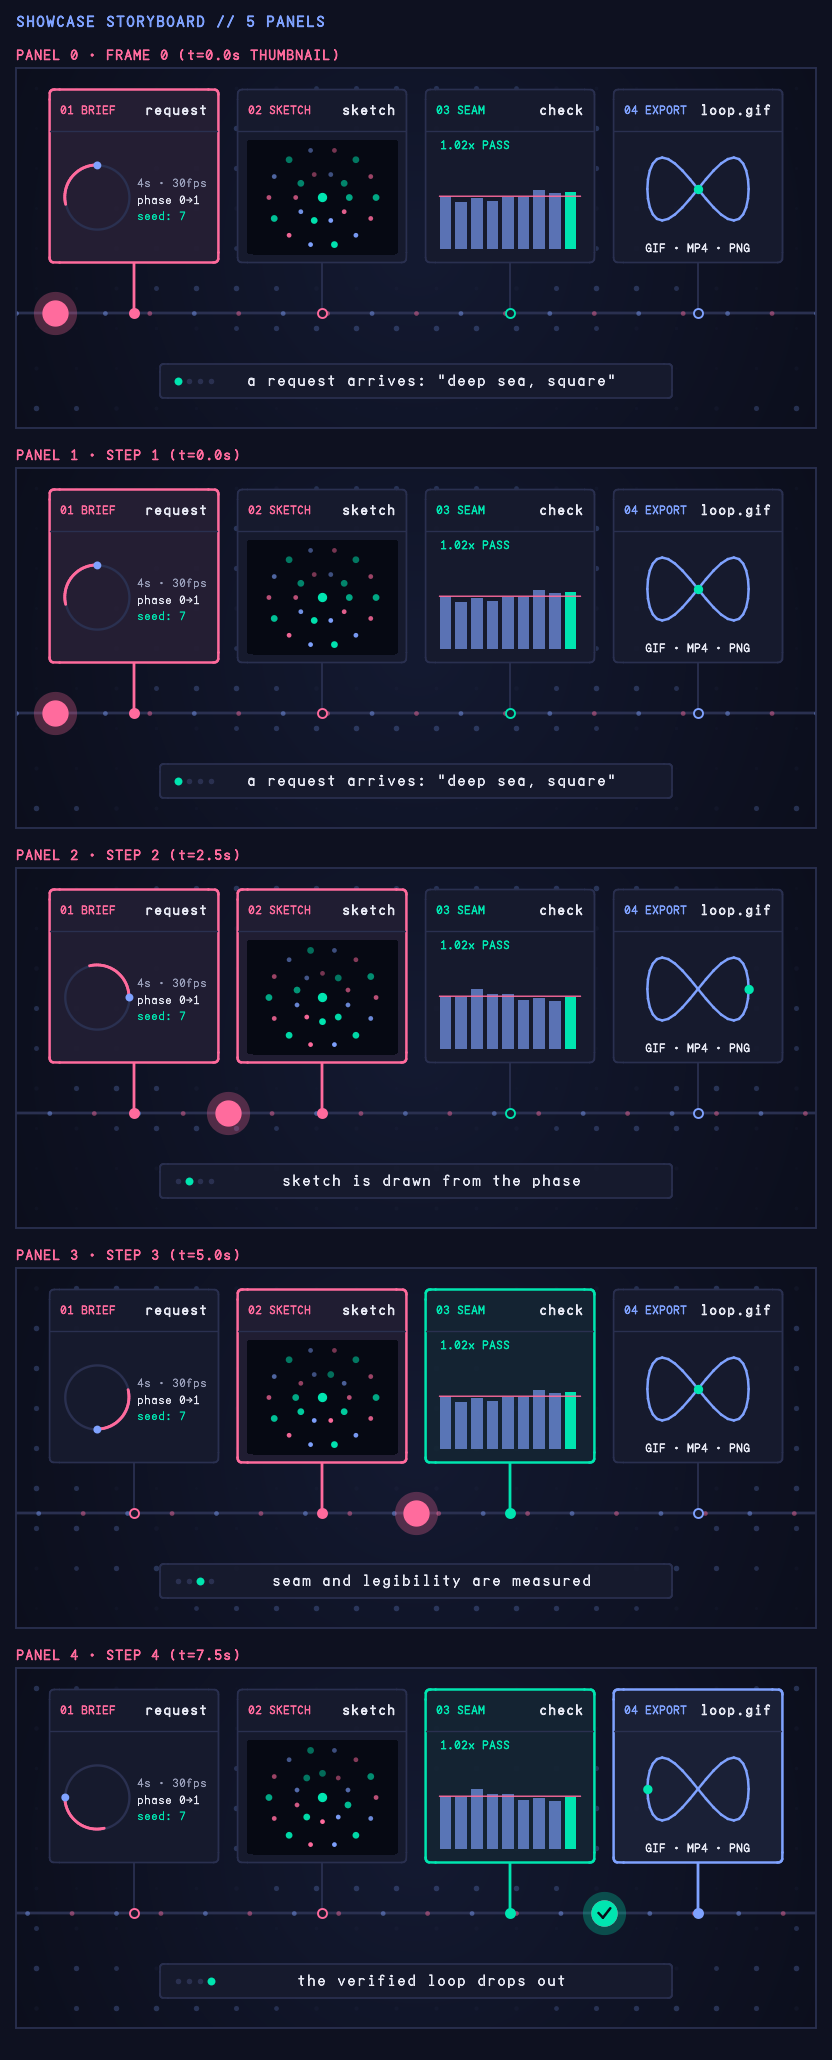 SHOWCASE STORYBOARD // 5 PANELS
PANEL 0 · FRAME 0 (t=0.0s THUMBNAIL)
01 BRIEF request
4s · 30fps
phase 0→1
seed: 7
02 SKETCH sketch
03 SEAM check
1.02x PASS
04 EXPORT loop.gif
GIF · MP4 · PNG
a request arrives: "deep sea, square"
PANEL 1 · STEP 1 (t=0.0s)
01 BRIEF request
4s · 30fps
phase 0→1
seed: 7
02 SKETCH sketch
03 SEAM check
1.02x PASS
04 EXPORT loop.gif
GIF · MP4 · PNG
a request arrives: "deep sea, square"
PANEL 2 · STEP 2 (t=2.5s)
01 BRIEF request
4s · 30fps
phase 0→1
seed: 7
02 SKETCH sketch
03 SEAM check
1.02x PASS
04 EXPORT loop.gif
GIF · MP4 · PNG
sketch is drawn from the phase
PANEL 3 · STEP 3 (t=5.0s)
01 BRIEF request
4s · 30fps
phase 0→1
seed: 7
02 SKETCH sketch
03 SEAM check
1.02x PASS
04 EXPORT loop.gif
GIF · MP4 · PNG
seam and legibility are measured
PANEL 4 · STEP 4 (t=7.5s)
01 BRIEF request
4s · 30fps
phase 0→1
seed: 7
02 SKETCH sketch
03 SEAM check
1.02x PASS
04 EXPORT loop.gif
GIF · MP4 · PNG
the verified loop drops out